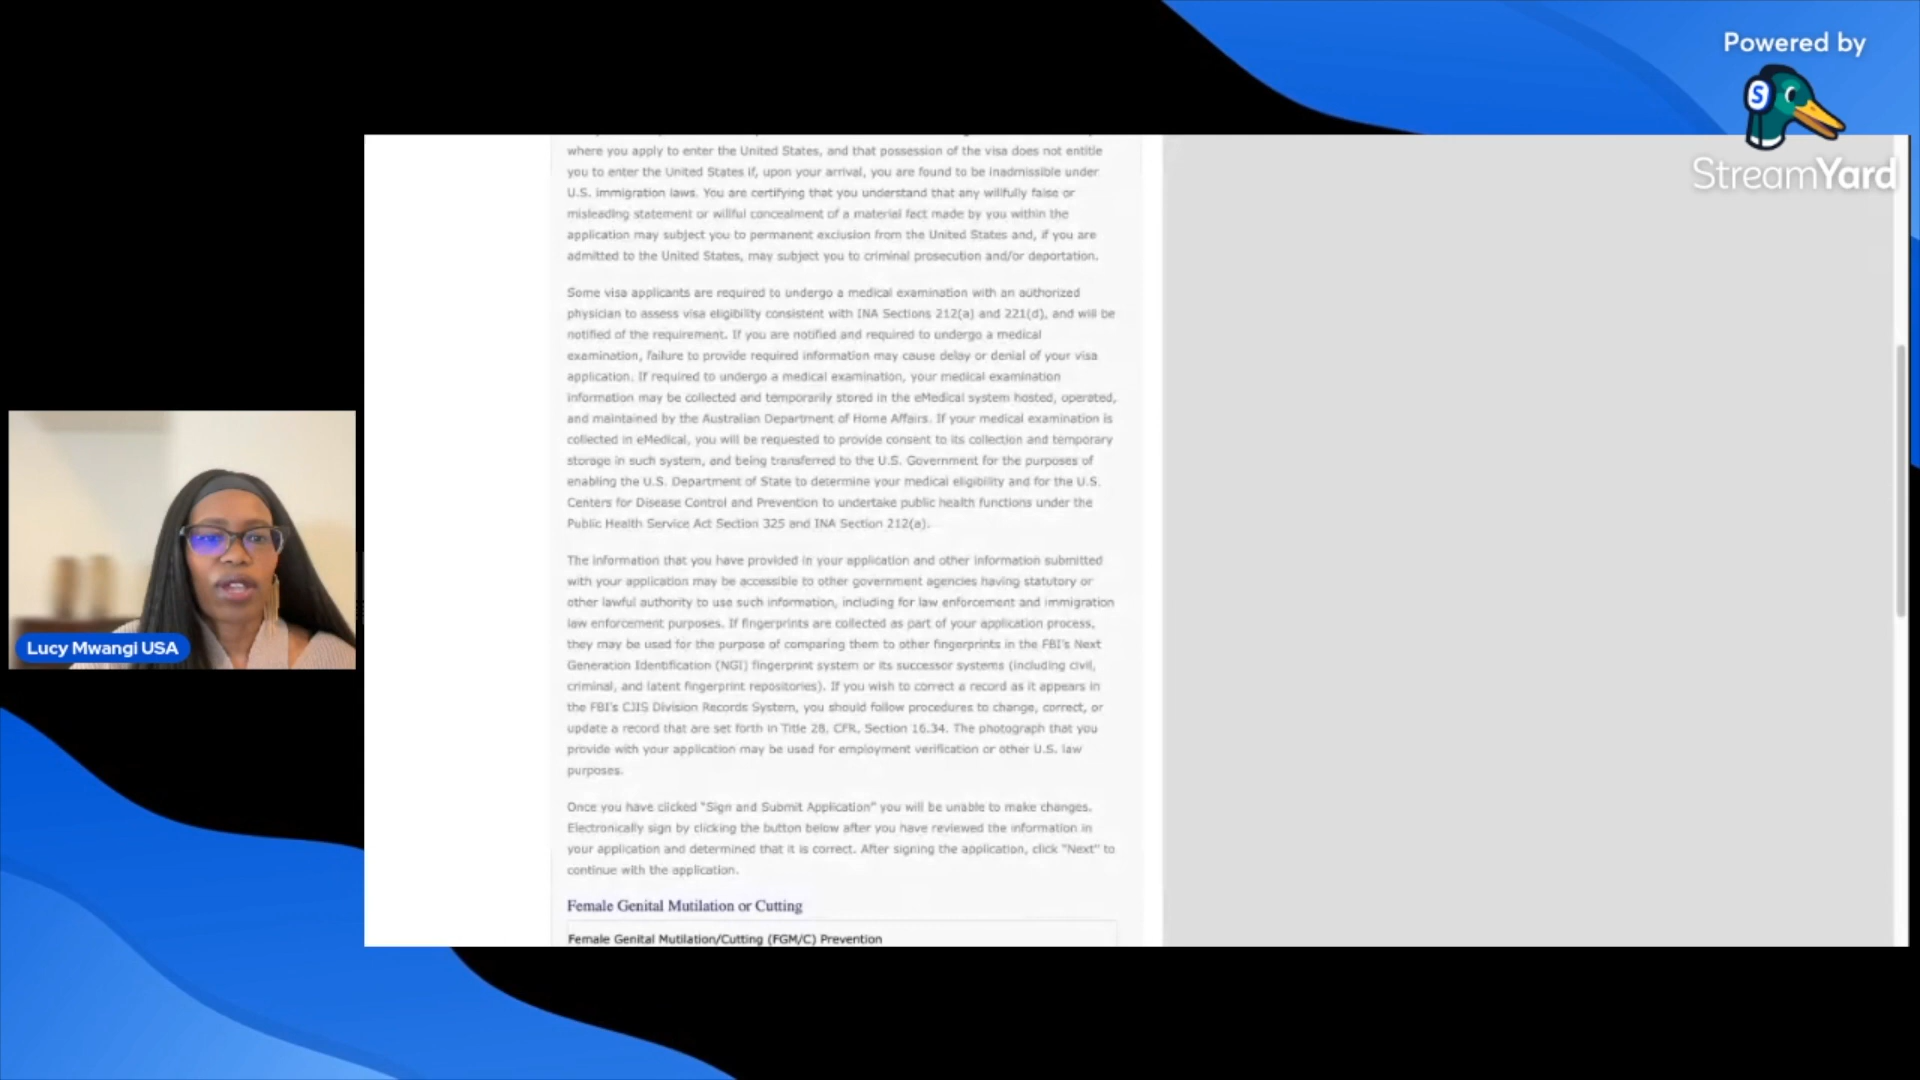 Powered by
StreamYard
where you apply to enter the United States, and that possession of the visa does not entitle
you to enter the United States if, upon your arrival, you are found to be inadmissible under
U.S. immigration laws. You are certifying that you understand that any willfully false or
misleading statement or willful concealment of a material fact made by you within the
application may subject you to permanent exclusion from the United States and, if you are
admitted to the United States, may subject you to criminal prosecution and/or deportation.
Some visa applicants are required to undergo a medical examination with an authorized
physician to assess visa eligibility consistent with INA Sections 212(a) and 221(d), and will be
notified of the requirement. If you are notified and required to undergo a medical
examination, failure to provide required information may cause delay or denial of your visa
application. If required to undergo a medical examination, your medical examination
information may be collected and temporarily stored in the eMedical system hosted, operated,
and maintained by the Australian Department of Home Affairs. If your medical examination is
collected in eMedical, you will be requested to provide consent to its collection and temporary
storage in such system, and being transferred to the U.S. Government for the purposes of
enabling the U.S. Department of State to determine your medical eligibility and for the U.S.
Centers for Disease Control and Prevention to undertake public health functions under the
Public Health Service Act Section 325 and INA Section 212(a).
The information that you have provided in your application and other information submitted
with your application may be accessible to other government agencies having statutory or
other lawful authority to use such information, including for law enforcement and immigration
law enforcement purposes. If fingerprints are collected as part of your application process,
they may be used for the purpose of comparing them to other fingerprints in the FBI's Next
Generation Identification (NGI) fingerprint system or its successor systems (including civil,
criminal, and latent fingerprint repositories). If you wish to correct a record as it appears in
the FBI's CJIS Division Records System, you should follow procedures to change, correct, or
update a record that are set forth in Title 28, CFR, Section 16.34. The photograph that you
provide with your application may be used for employment verification or other U.S. law
purposes.
Once you have clicked "Sign and Submit Application" you will be unable to make changes.
Electronically sign by clicking the button below after you have reviewed the information in
your application and determined that it is correct. After signing the application, click "Next" to
continue with the application.
Female Genital Mutilation or Cutting
Female Genital Mutilation/Cutting (FGM/C) Prevention
Lucy Mwangi USA